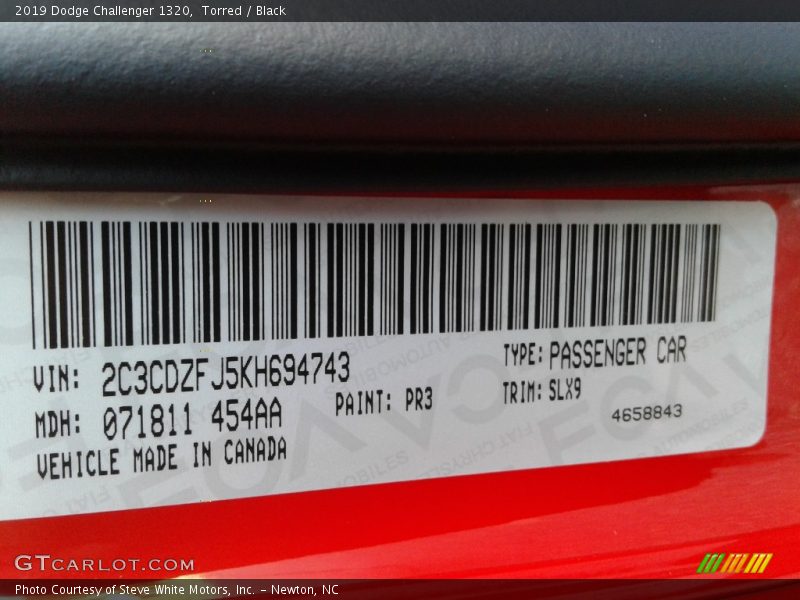 2019 Dodge Challenger 1320, Torred / Black
VIN: 2C3CDZFJ5KH694743
TYPE: PASSENGER CAR
MDH: 071811 454AA
PAINT: PR3
TRIM: SLX9
4658843
VEHICLE MADE IN CANADA
GTCARLOT.COM
Photo Courtesy of Steve White Motors, Inc. – Newton, NC